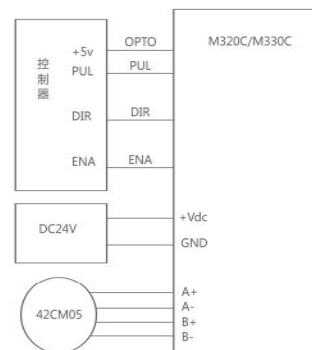 控制器
+5v
PUL
DIR
ENA
OPTO
PUL
DIR
ENA
M320C/M330C
DC24V
+Vdc
GND
42CM05
A+
A-
B+
B-